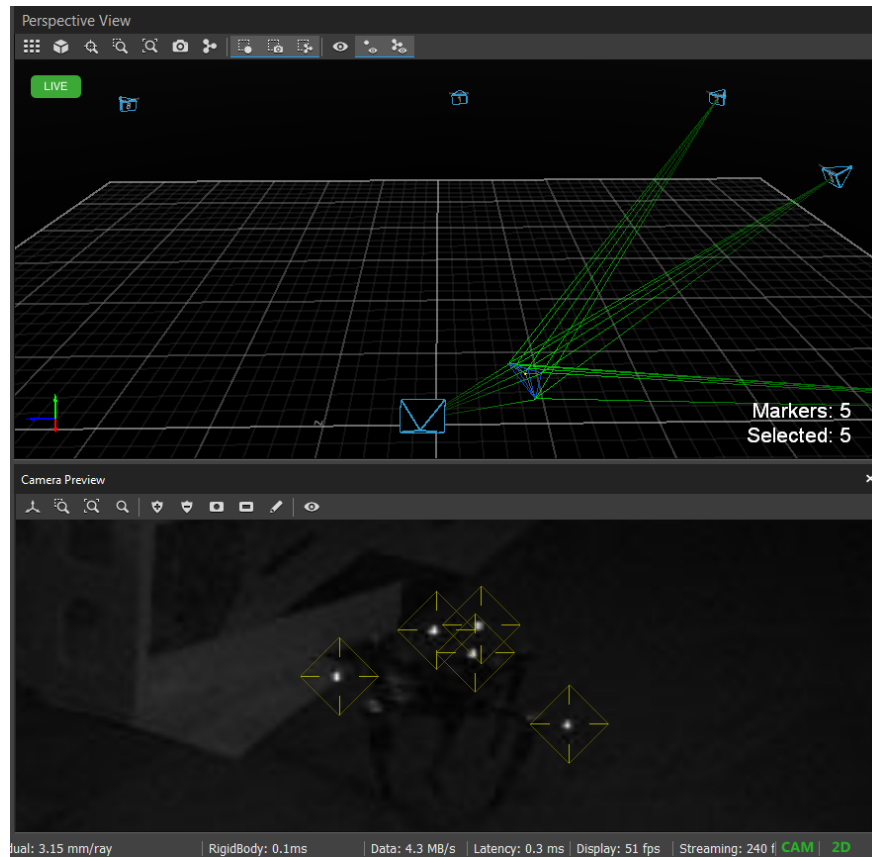 Perspective View
LIVE
1
Markers: 5
Selected: 5
Camera Preview
dual: 3.15 mm/ray RigidBody: 0.1ms Data: 4.3 MB/s Latency: 0.3 ms Display: 51 fps Streaming: 240 f CAM 2D